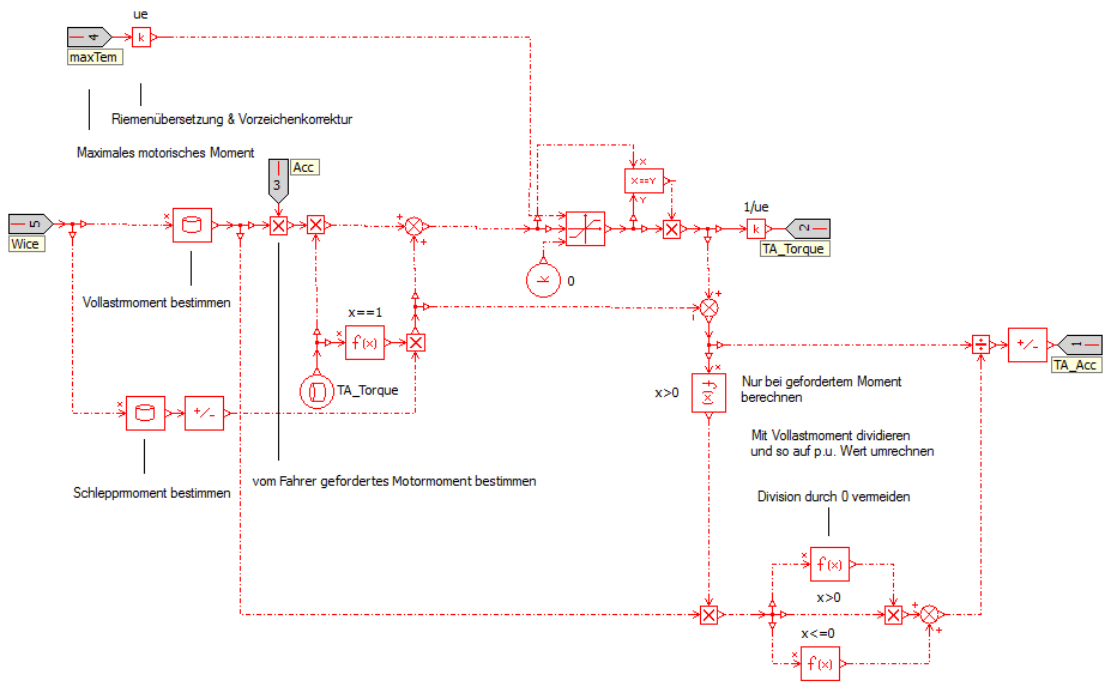 ue
4
k
maxTem
Riemenübersetzung & Vorzeichenkorrektur
Maximales motorisches Moment
Acc
3
x
X==Y
Y
5
Wice
x
+
+
k
0
1/ue
k
2
TA_Torque
Vollastmoment bestimmen
x==1
x
f(x)
+
-
TA_Torque
x>0
x
f(x)
Nur bei gefordertem Moment
berechnen
+/-
1
TA_Acc
x
+/-
Mit Vollastmoment dividieren
und so auf p.u. Wert umrechnen
Schleppmoment bestimmen
vom Fahrer gefordertes Motormoment bestimmen
Division durch 0 vermeiden
x
f(x)
x>0
+
+
x<=0
x
f(x)